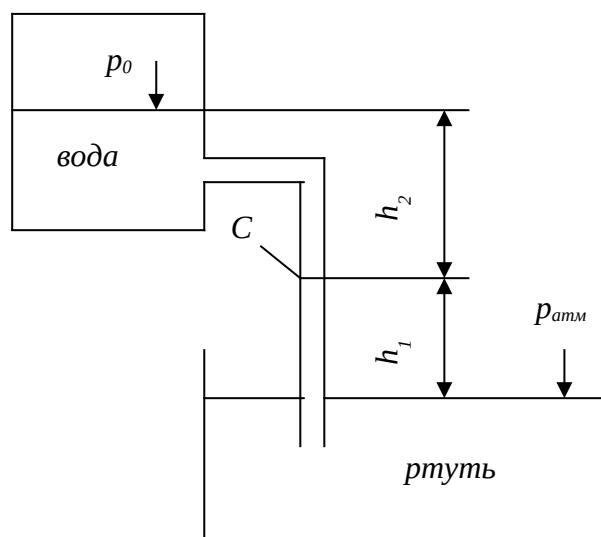 p₀
вода
h₂
C
pатм
h₁
ртуть